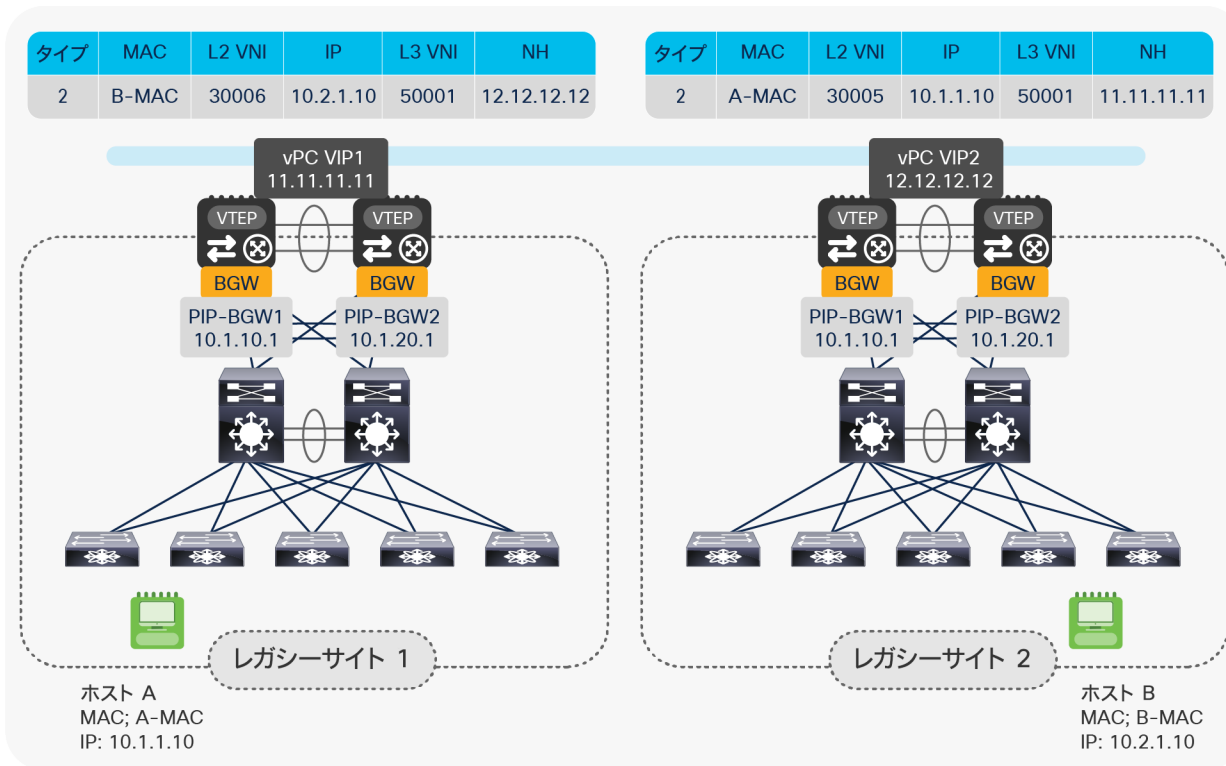 タイプ MAC L2 VNI IP L3 VNI NH
2 B-MAC 30006 10.2.1.10 50001 12.12.12.12
タイプ MAC L2 VNI IP L3 VNI NH
2 A-MAC 30005 10.1.1.10 50001 11.11.11.11
vPC VIP1
11.11.11.11
vPC VIP2
12.12.12.12
VTEP
VTEP
VTEP
VTEP
BGW
BGW
BGW
BGW
PIP-BGW1
10.1.10.1
PIP-BGW2
10.1.20.1
PIP-BGW1
10.1.10.1
PIP-BGW2
10.1.20.1
レガシーサイト 1
レガシーサイト 2
ホスト A
MAC; A-MAC
IP: 10.1.1.10
ホスト B
MAC; B-MAC
IP: 10.2.1.10